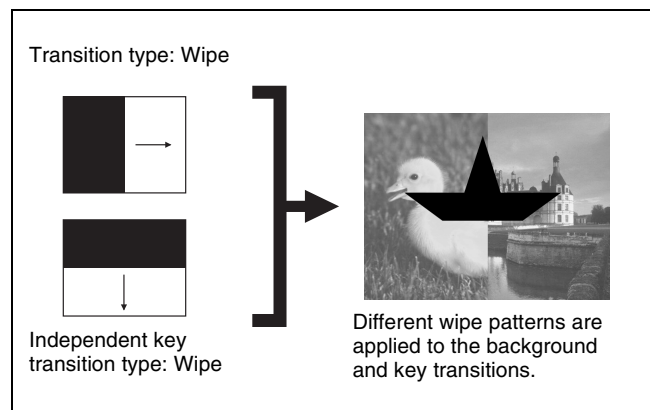 Transition type: Wipe
Independent key
transition type: Wipe
Different wipe patterns are
applied to the background
and key transitions.